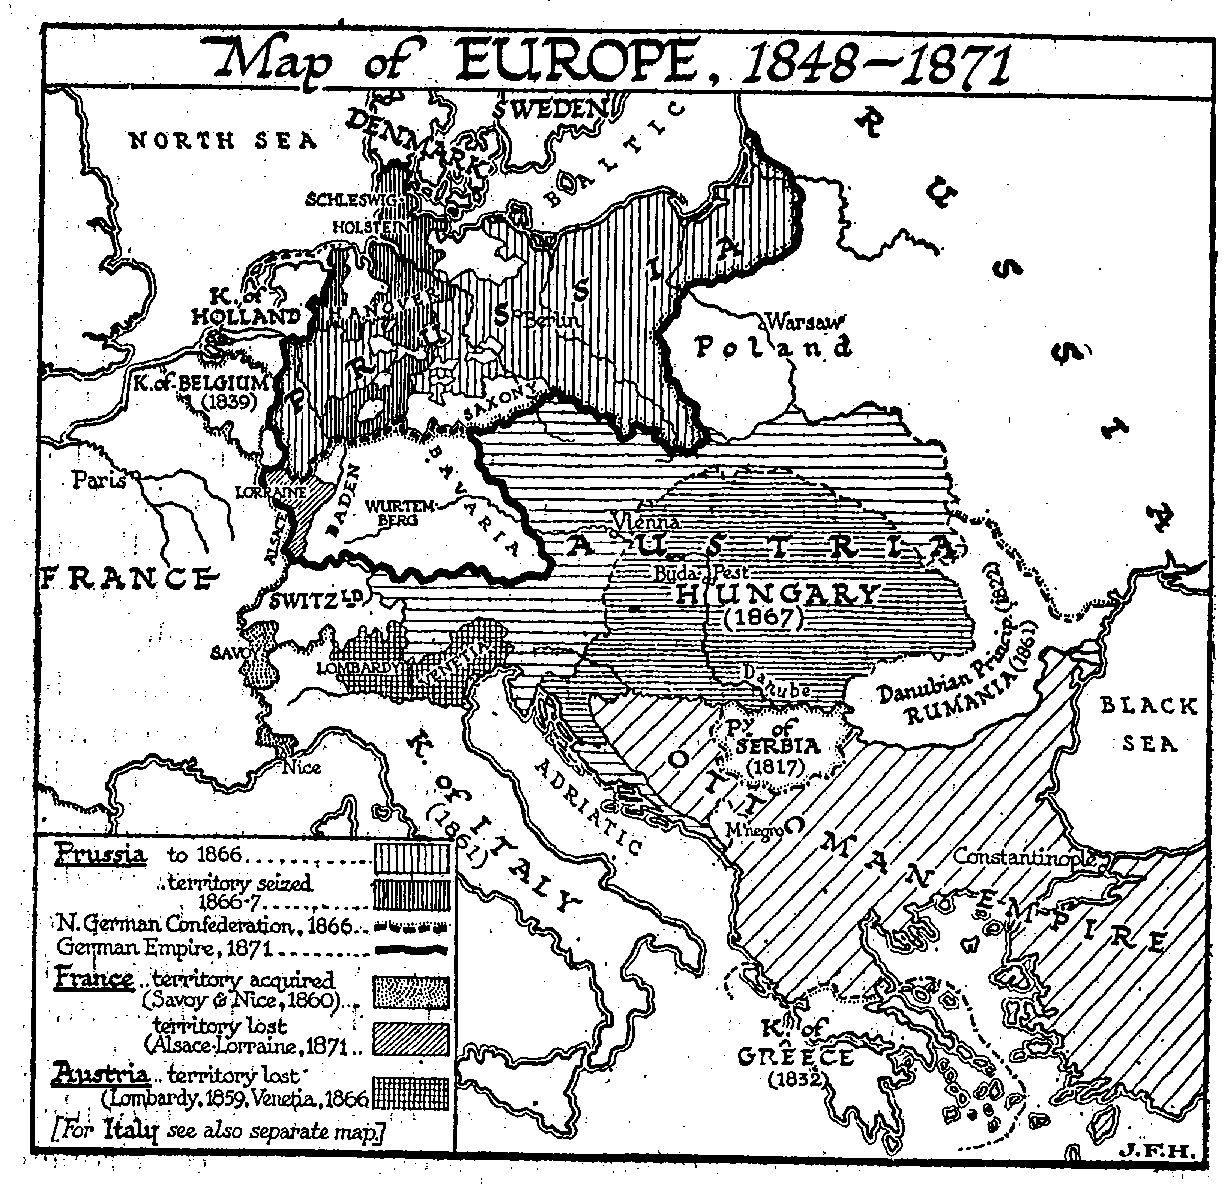 Map of EUROPE, 1848-1871
NORTH SEA
DENMARK
SWEDEN
BALTIC
RUSSIA
SCHLESWIG
HOLSTEIN
K. of
HOLLAND
HANOVER
PRUSSIA
Berlin
Warsaw
Poland
K. of BELGIUM
(1839)
SAXONY
Paris
LORRAINE
ALSACE
BADEN
WURTEM-
BERG
BAVARIA
Vienna
AUSTRIA
Buda Pest
HUNGARY
(1867)
FRANCE
SWITZLD
SAVOY
LOMBARDY
VENETIA
Danube
Danubian Princip. (1822)
RUMANIA (1861)
BLACK
SEA
Py of
SERBIA
(1817)
Nice
K. of ITALY
(1861)
ADRIATIC
M'negro
OTTOMAN EMPIRE
Constantinople
K. of
GREECE
(1832)
Prussia to 1866
territory seized
1866-7
N. German Confederation, 1866
German Empire, 1871
France territory acquired
(Savoy & Nice, 1860)
territory lost
(Alsace-Lorraine, 1871
Austria territory lost
(Lombardy, 1859, Venetia, 1866
[For Italy see also separate map]
J.F.H.